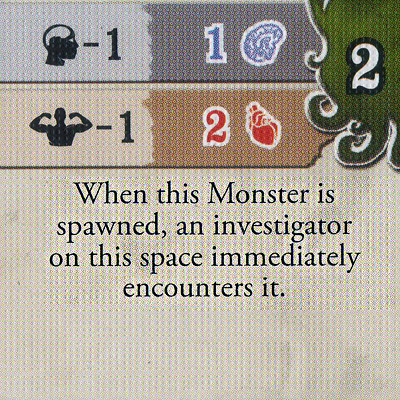 -1 1 2
-1 2
When this Monster is
spawned, an investigator
on this space immediately
encounters it.